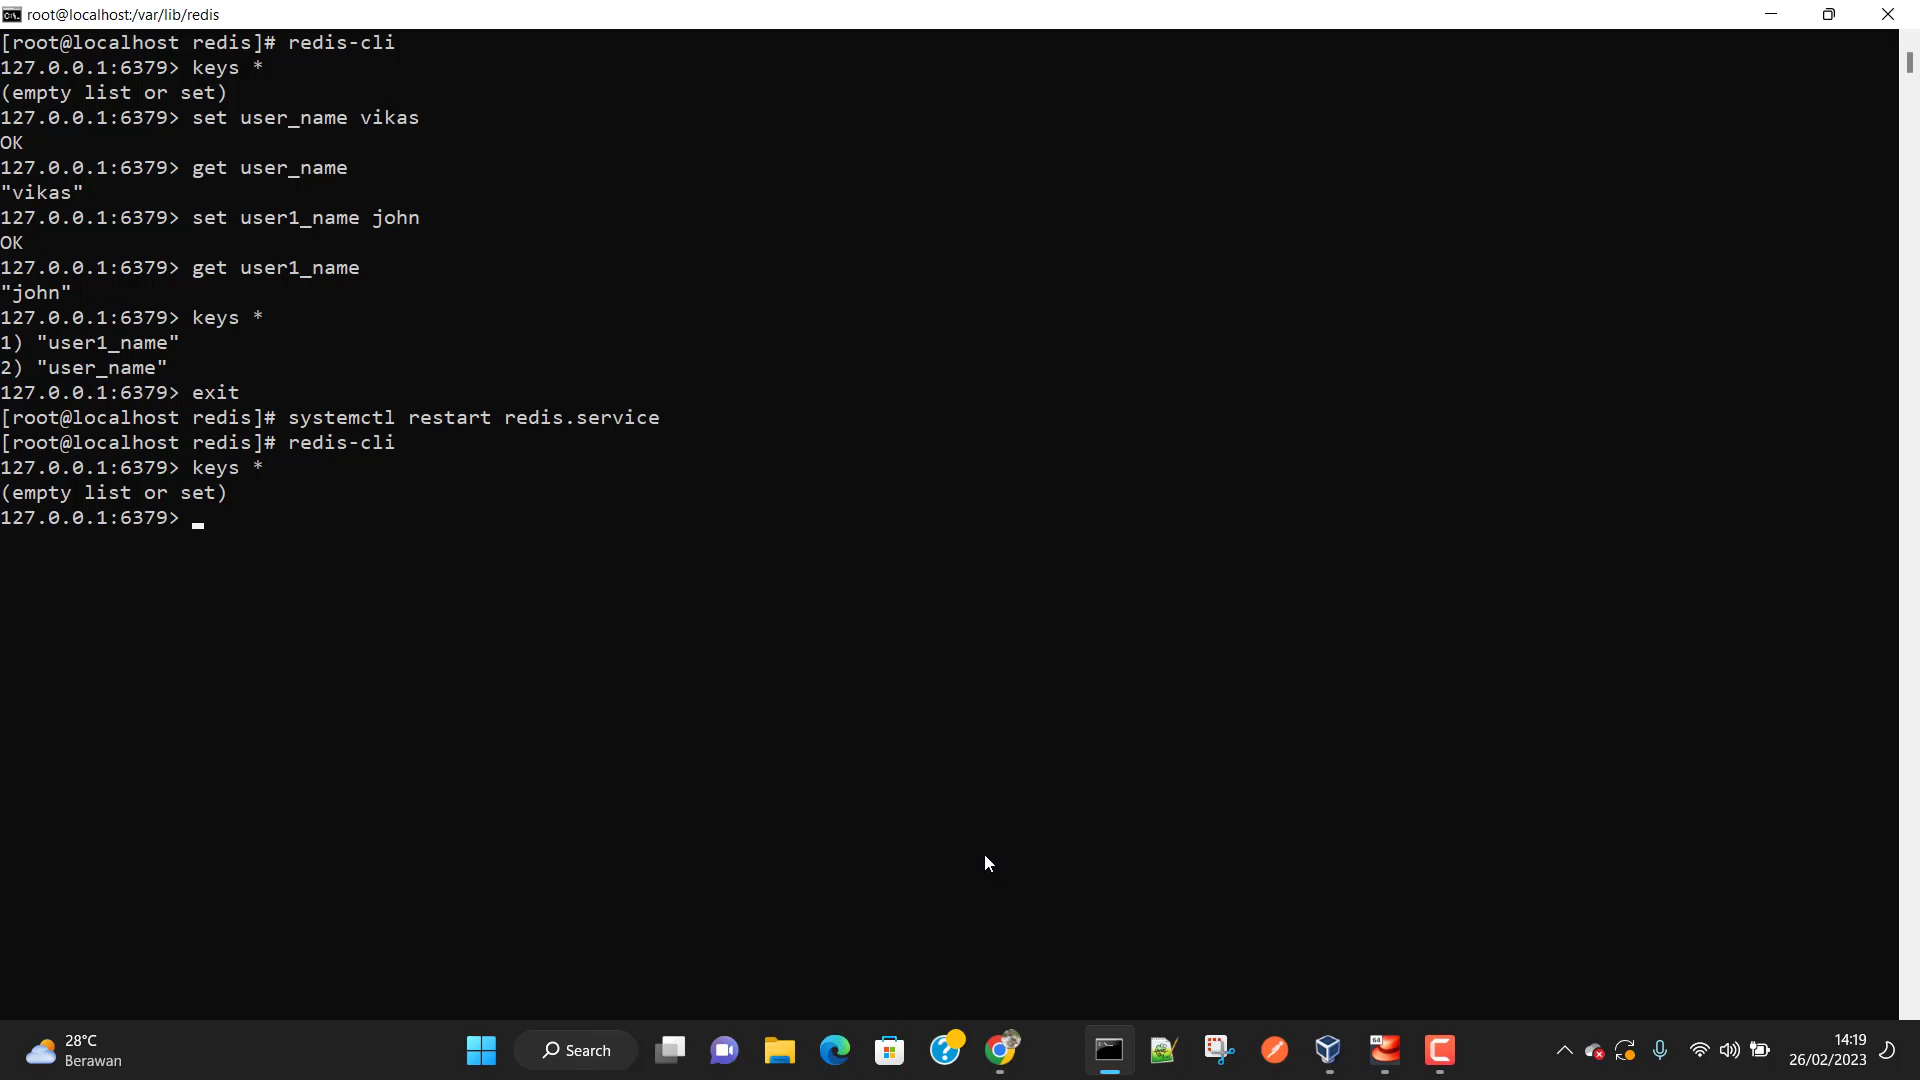 root@localhost:/var/lib/redis
[root@localhost redis]# redis-cli
127.0.0.1:6379> keys *
(empty list or set)
127.0.0.1:6379> set user_name vikas
OK
127.0.0.1:6379> get user_name
"vikas"
127.0.0.1:6379> set user1_name john
OK
127.0.0.1:6379> get user1_name
"john"
127.0.0.1:6379> keys *
1) "user1_name"
2) "user_name"
127.0.0.1:6379> exit
[root@localhost redis]# systemctl restart redis.service
[root@localhost redis]# redis-cli
127.0.0.1:6379> keys *
(empty list or set)
127.0.0.1:6379>
28°C
Berawan
Search
64
14:19
26/02/2023